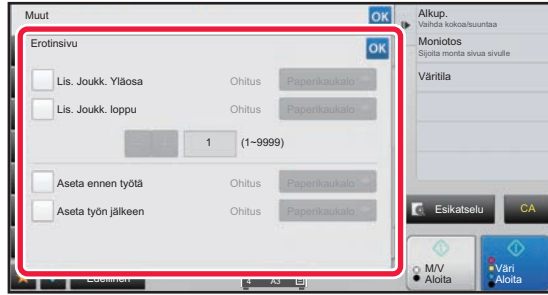 Muut
OK
Erotinsivu
OK
Lis. Joukk. Yläosa
Ohitus
Paperikaukalo
Lis. Joukk. loppu
Ohitus
Paperikaukalo
1
(1~9999)
Aseta ennen työtä
Ohitus
Paperikaukalo
Aseta työn jälkeen
Ohitus
Paperikaukalo
Edellinen
4
A3
Alkup.
Vaihda kokoa/suuntaa
Moniotos
Sijoita monta sivua sivulle
Väritila
Esikatselu
CA
M/V
Aloita
Väri
Aloita